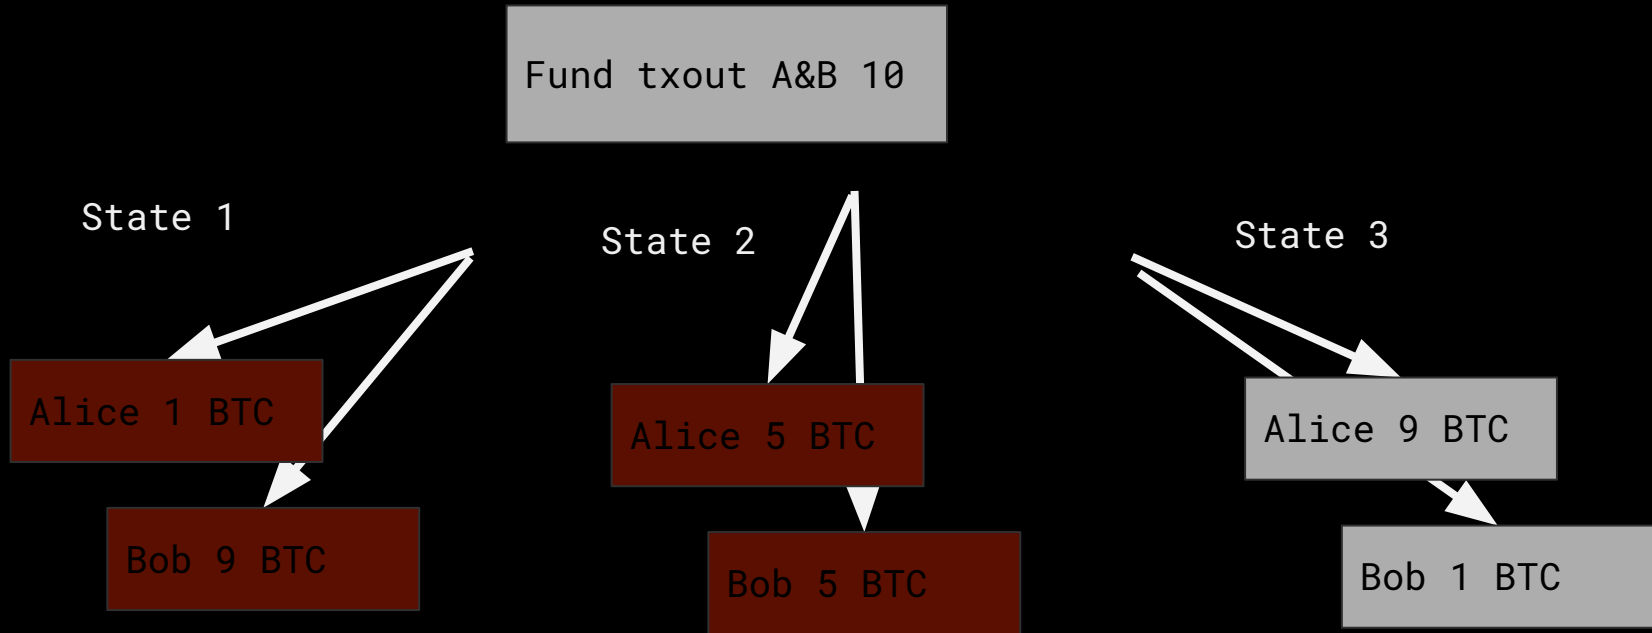 Fund txout A&B 10
State 1
State 2
State 3
Alice 1 BTC
Bob 9 BTC
Alice 5 BTC
Bob 5 BTC
Alice 9 BTC
Bob 1 BTC